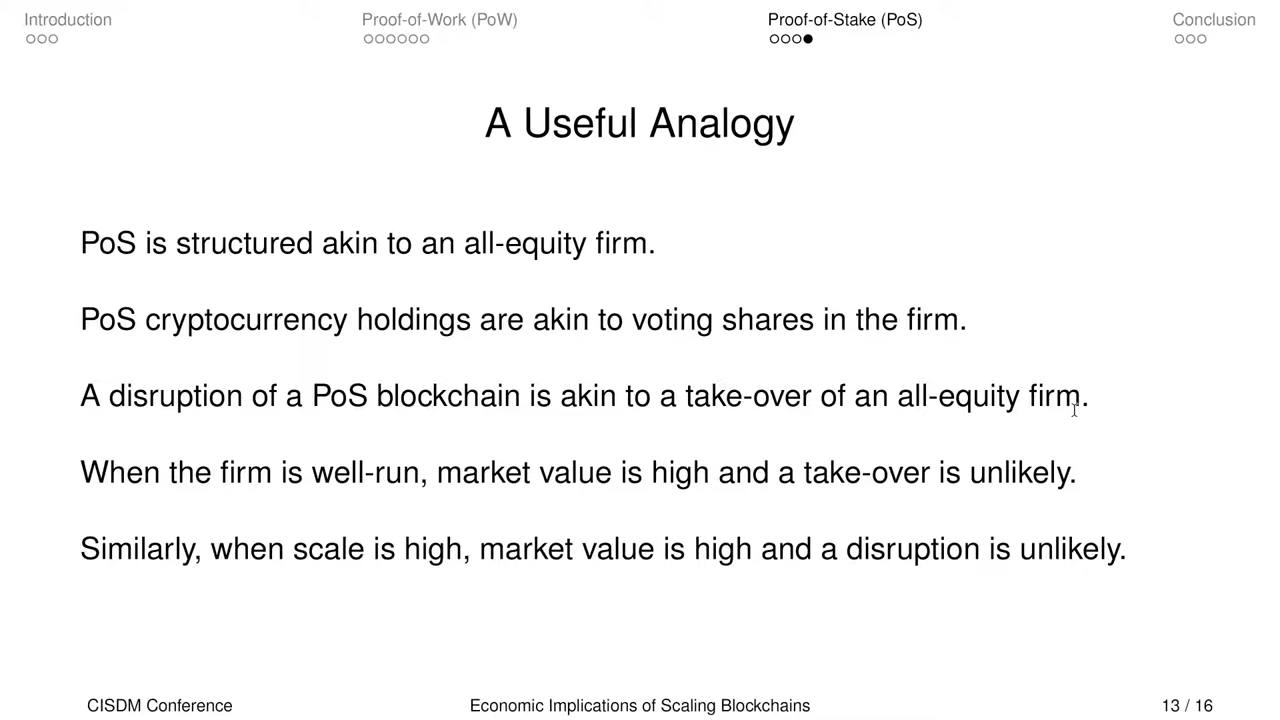 Introduction Proof-of-Work (PoW) Proof-of-Stake (PoS) Conclusion
A Useful Analogy
PoS is structured akin to an all-equity firm.
PoS cryptocurrency holdings are akin to voting shares in the firm.
A disruption of a PoS blockchain is akin to a take-over of an all-equity firm.
When the firm is well-run, market value is high and a take-over is unlikely.
Similarly, when scale is high, market value is high and a disruption is unlikely.
CISDM Conference Economic Implications of Scaling Blockchains 13 / 16